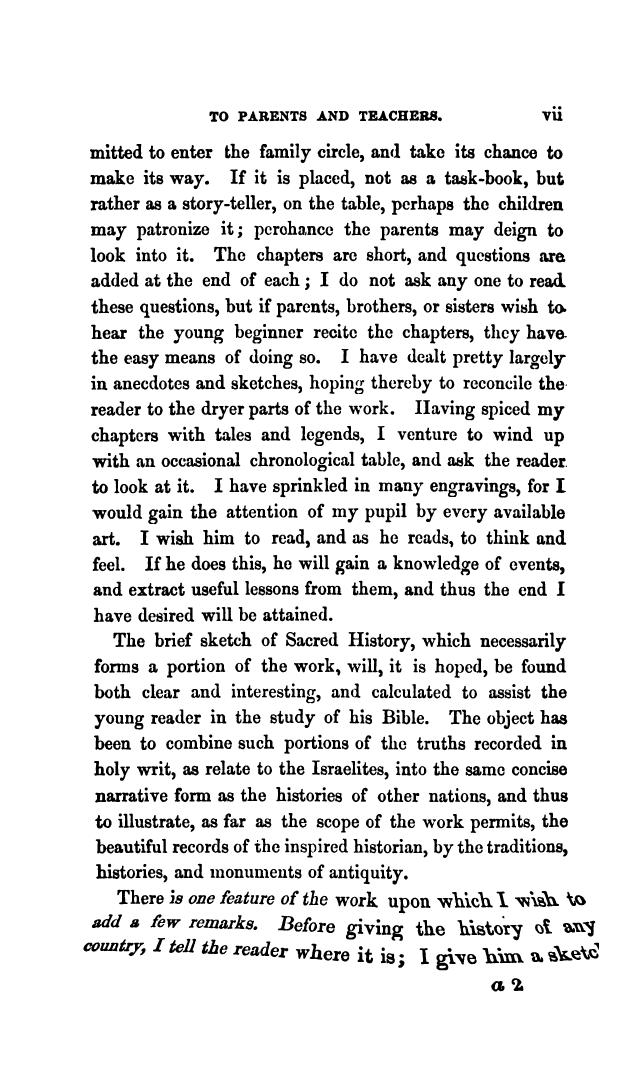 TO PARENTS AND TEACHERS. vii
mitted to enter the family circle, and take its chance to
make its way. If it is placed, not as a task-book, but
rather as a story-teller, on the table, perhaps the children
may patronize it; perchance the parents may deign to
look into it. The chapters are short, and questions are
added at the end of each; I do not ask any one to read
these questions, but if parents, brothers, or sisters wish to
hear the young beginner recite the chapters, they have
the easy means of doing so. I have dealt pretty largely
in anecdotes and sketches, hoping thereby to reconcile the
reader to the dryer parts of the work. Having spiced my
chapters with tales and legends, I venture to wind up
with an occasional chronological table, and ask the reader
to look at it. I have sprinkled in many engravings, for I
would gain the attention of my pupil by every available
art. I wish him to read, and as he reads, to think and
feel. If he does this, he will gain a knowledge of events,
and extract useful lessons from them, and thus the end I
have desired will be attained.
The brief sketch of Sacred History, which necessarily
forms a portion of the work, will, it is hoped, be found
both clear and interesting, and calculated to assist the
young reader in the study of his Bible. The object has
been to combine such portions of the truths recorded in
holy writ, as relate to the Israelites, into the same concise
narrative form as the histories of other nations, and thus
to illustrate, as far as the scope of the work permits, the
beautiful records of the inspired historian, by the traditions,
histories, and monuments of antiquity.
There is one feature of the work upon which I wish to
add a few remarks. Before giving the history of any
country, I tell the reader where it is; I give him a sketc
a 2